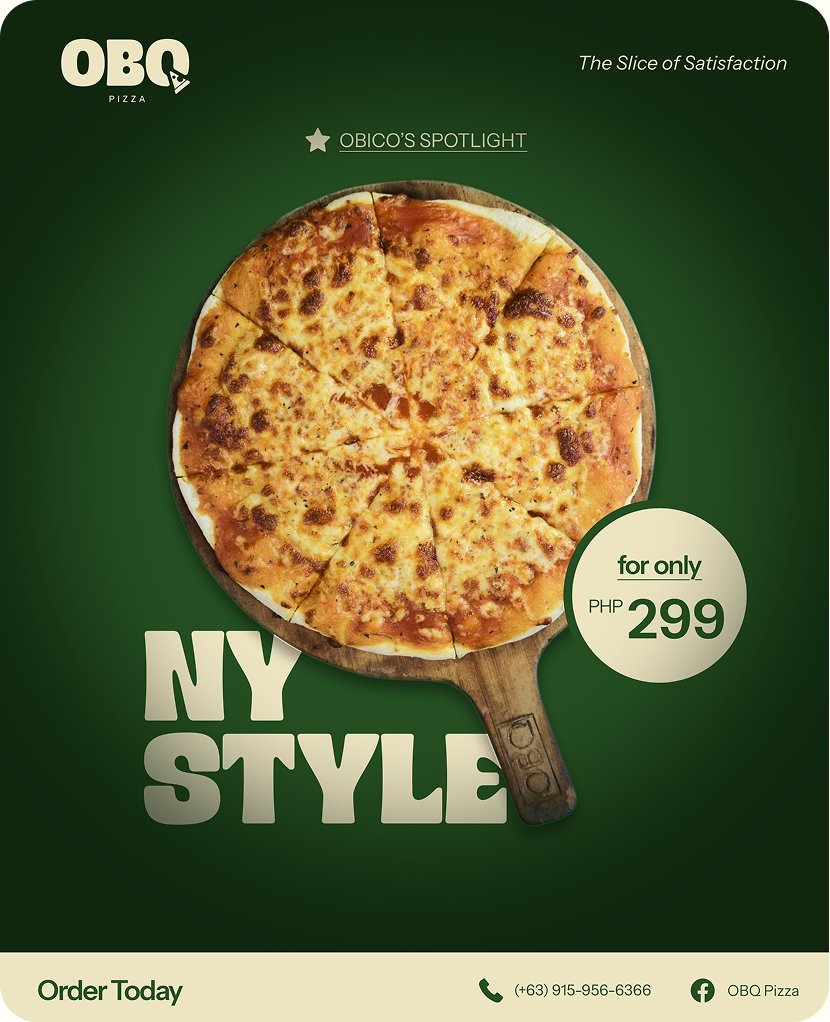 OBQ
PIZZA
The Slice of Satisfaction
OBICO'S SPOTLIGHT
for only
PHP 299
NY
STYLE
OBQ
Order Today
(+63) 915-956-6366
OBQ Pizza